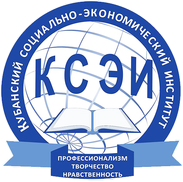 КУБАНСКИЙ СОЦИАЛЬНО-ЭКОНОМИЧЕСКИЙ ИНСТИТУТ
КСЭИ
ПРОФЕССИОНАЛИЗМ
ТВОРЧЕСТВО
НРАВСТВЕННОСТЬ